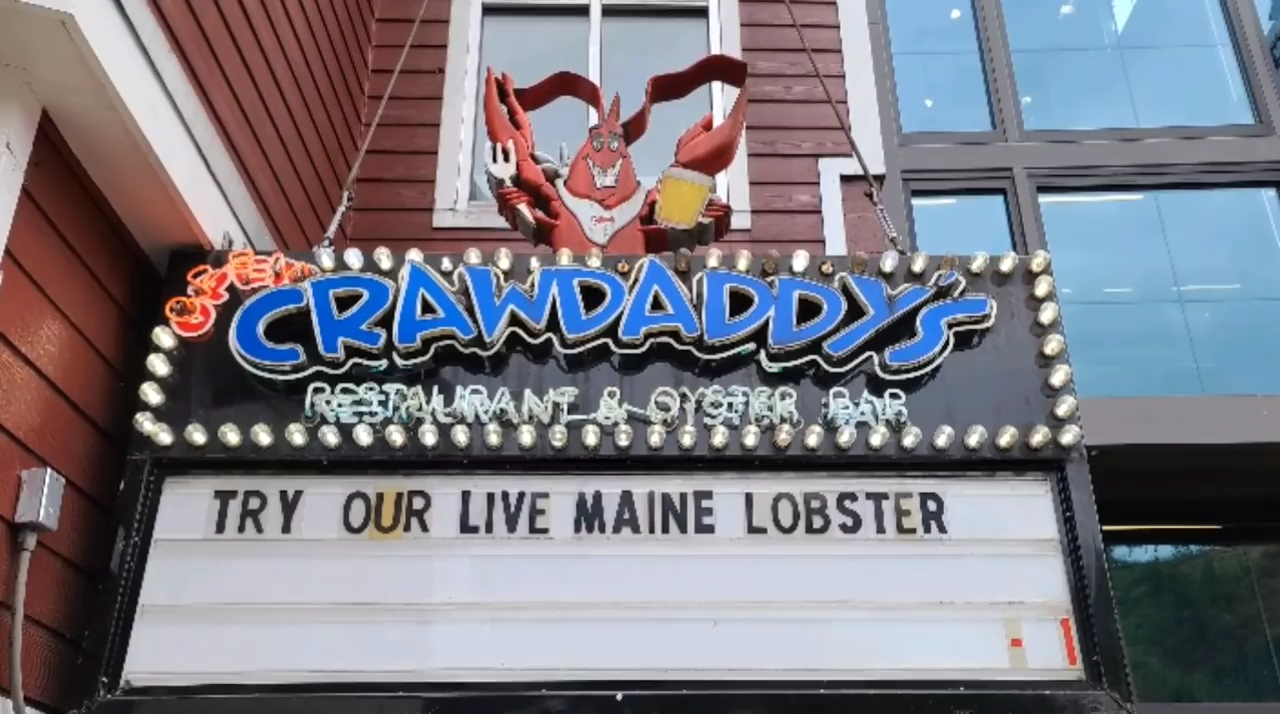 CRAWDADDY'S
RESTAURANT & OYSTER BAR
TRY OUR LIVE MAINE LOBSTER